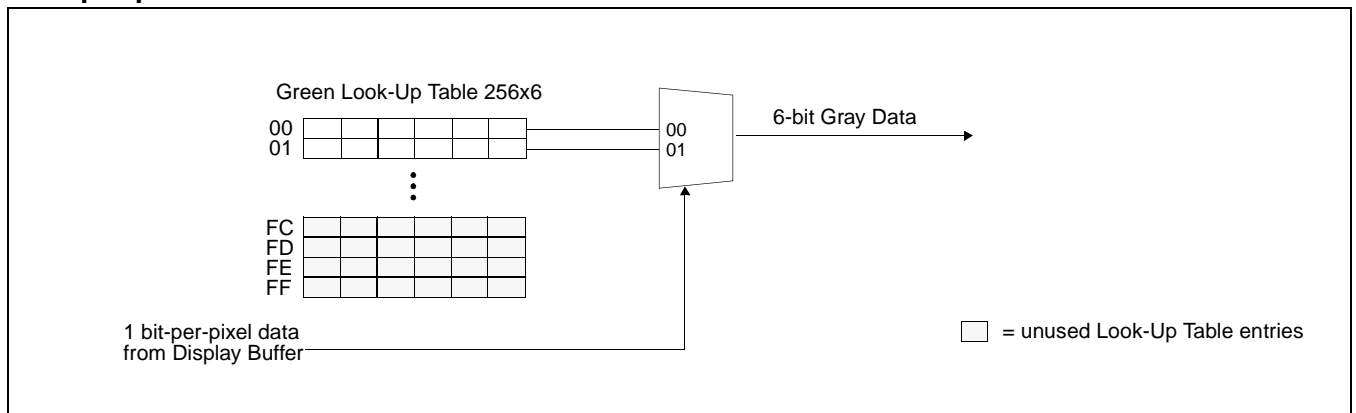 Green Look-Up Table 256x6
00
01
FC
FD
FE
FF
00
01
6-bit Gray Data
1 bit-per-pixel data
from Display Buffer
= unused Look-Up Table entries